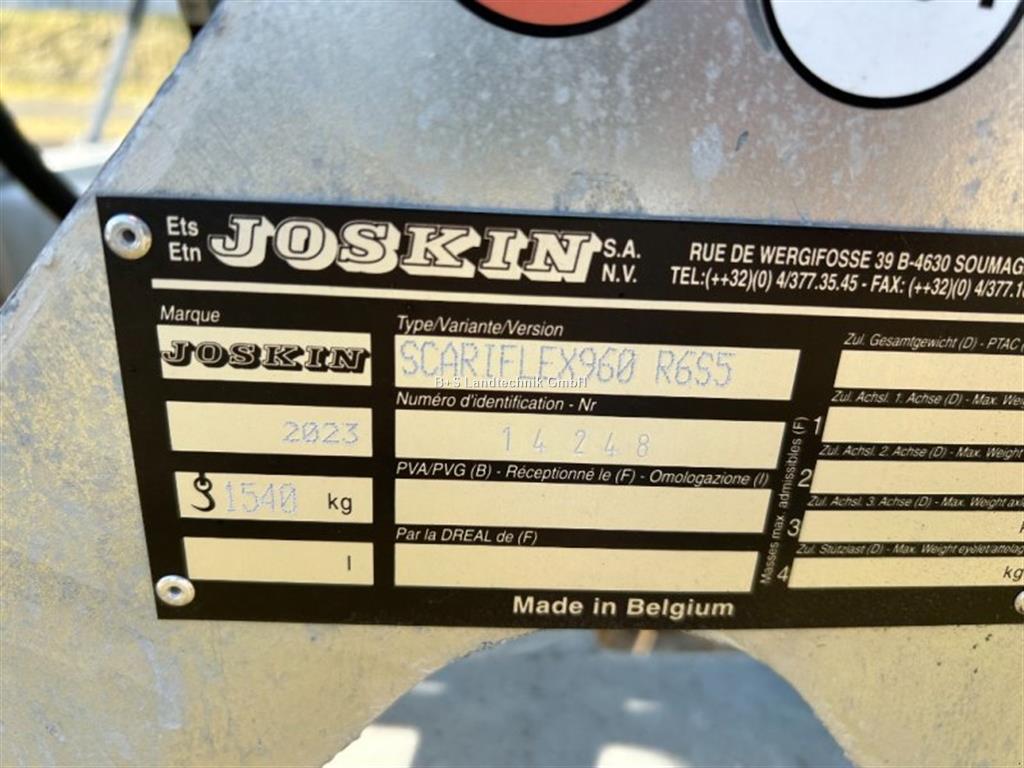 Ets
Etn
JOSKIN
S.A.
N.V.
RUE DE WERGIFOSSE 39 B-4630 SOUMAG
TEL:(++32)(0) 4/377.35.45 - FAX: (++32)(0) 4/377.1
Marque
JOSKIN
2023
1540 kg
l
Type/Variante/Version
SCARIFLEX960 R6S5
B+S Landtechnik GmbH
Numéro d'identification - Nr
14248
PVA/PVG (B) - Réceptionné le (F) - Omologazione (I)
Par la DREAL de (F)
Masses max. admissibles (F)
Zul. Gesamtgewicht (D) - PTAC (
1
Zul. Achsl. 1. Achse (D) - Max. Wei
2
Zul. Achsl. 2. Achse (D) - Max. Weight
3
Zul. Achsl. 3. Achse (D) - Max. Weight axl
4
Zul. Stützlast (D) - Max. Weight eyelet/attelag
kg
Made in Belgium